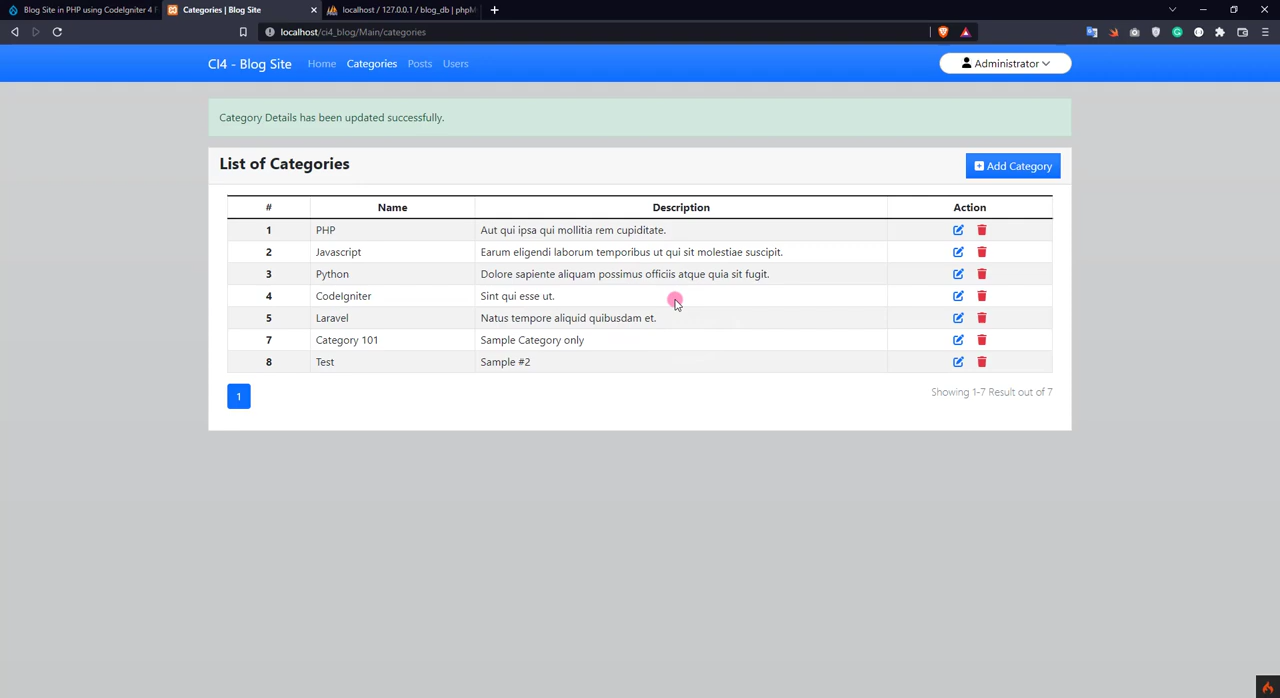 Blog Site in PHP using CodeIgniter 4 F
Categories | Blog Site
localhost / 127.0.0.1 / blog_db | phpM
localhost/ci4_blog/Main/categories
CI4 - Blog Site Home Categories Posts Users Administrator
Category Details has been updated successfully.
List of Categories Add Category
# Name Description Action
1 PHP Aut qui ipsa qui mollitia rem cupiditate.
2 Javascript Earum eligendi laborum temporibus ut qui sit molestiae suscipit.
3 Python Dolore sapiente aliquam possimus officiis atque quia sit fugit.
4 CodeIgniter Sint qui esse ut.
5 Laravel Natus tempore aliquid quibusdam et.
7 Category 101 Sample Category only
8 Test Sample #2
1 Showing 1-7 Result out of 7